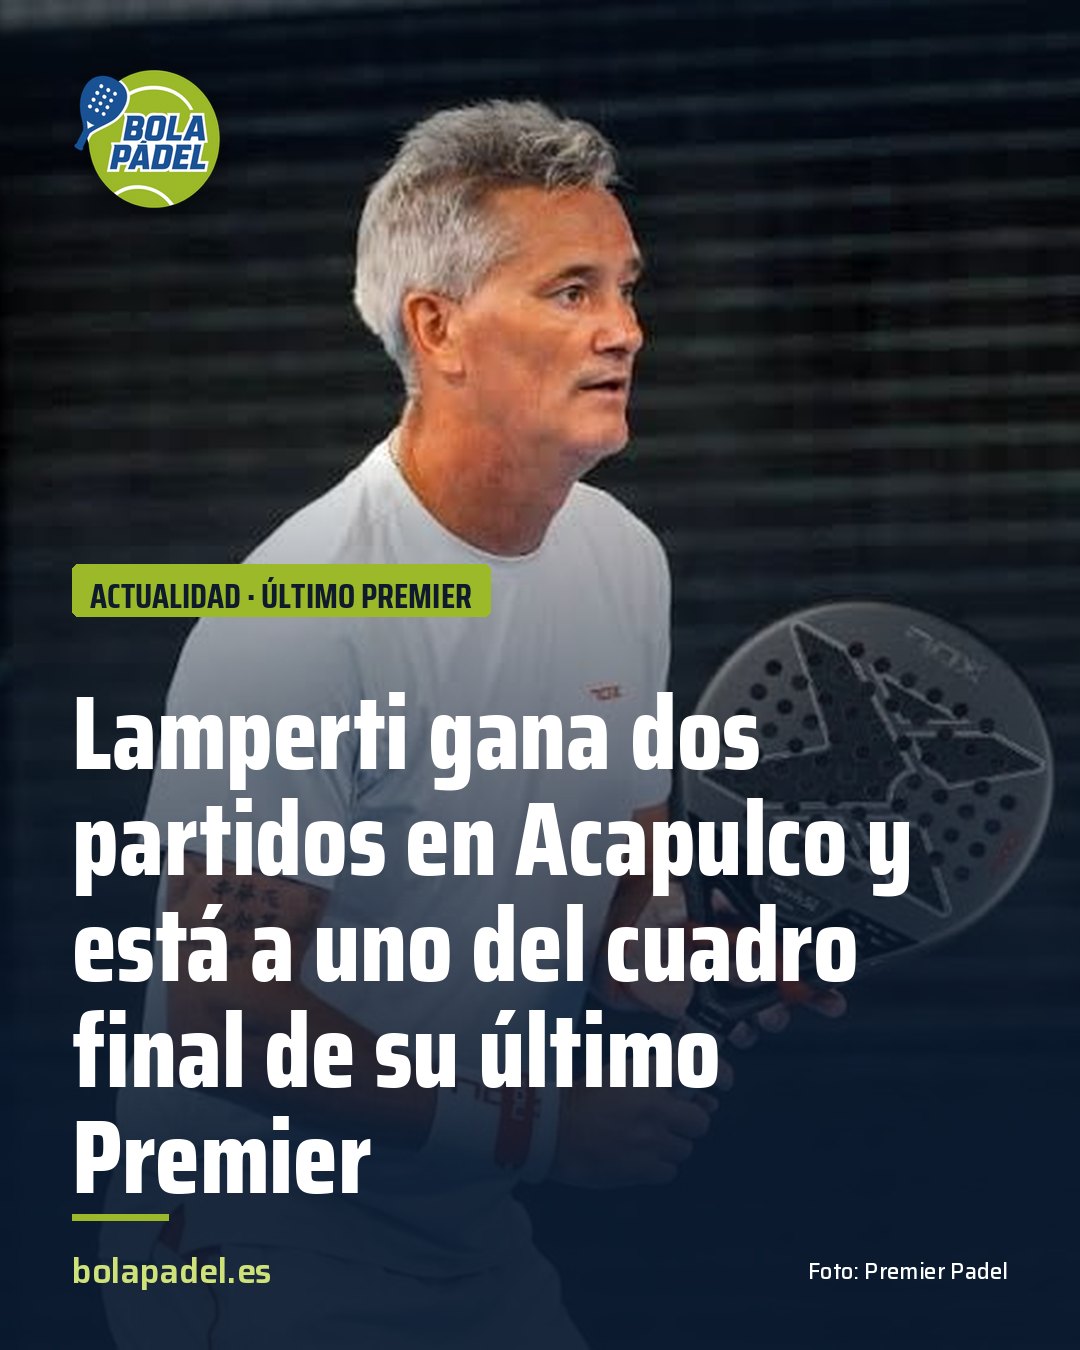 BOLA
PÁDEL
ACTUALIDAD · ÚLTIMO PREMIER
Lamperti gana dos
partidos en Acapulco y
está a uno del cuadro
final de su último
Premier
bolapadel.es
Foto: Premier Padel